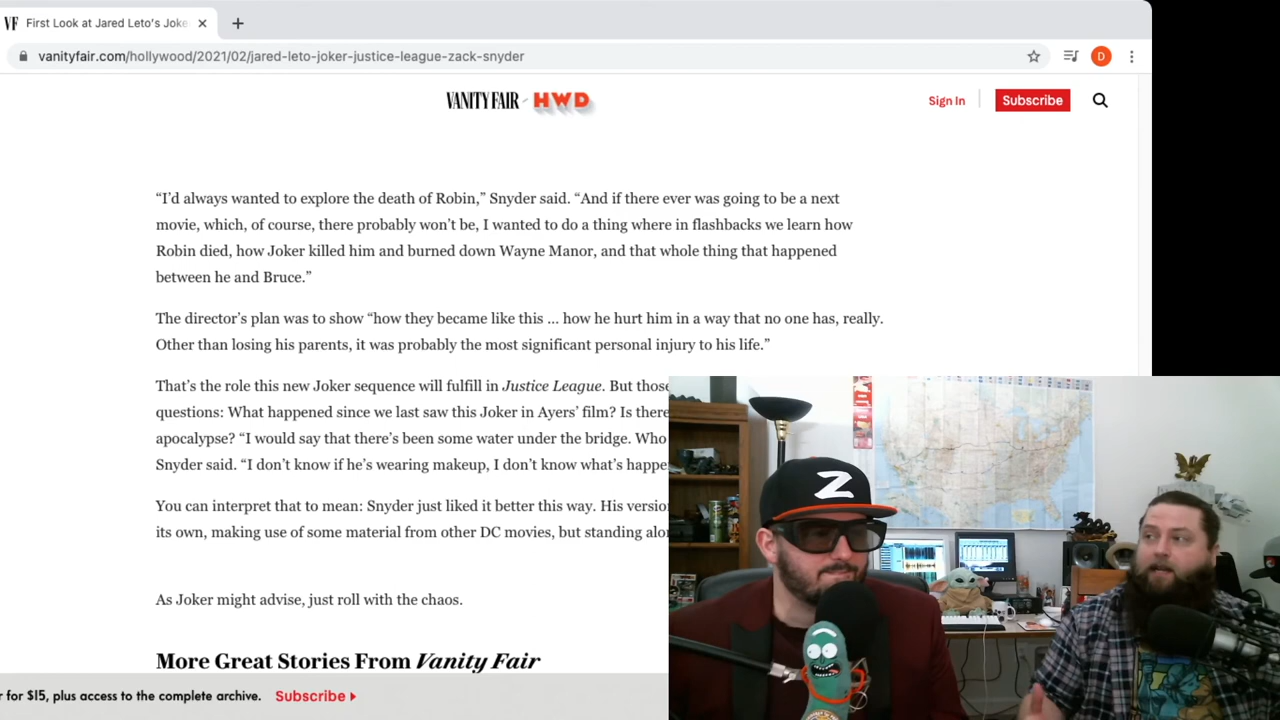 VF First Look at Jared Leto's Joke
vanityfair.com/hollywood/2021/02/jared-leto-joker-justice-league-zack-snyder
D
VANITY FAIR HWD
Sign In
Subscribe
“I’d always wanted to explore the death of Robin,” Snyder said. “And if there ever was going to be a next
movie, which, of course, there probably won’t be, I wanted to do a thing where in flashbacks we learn how
Robin died, how Joker killed him and burned down Wayne Manor, and that whole thing that happened
between he and Bruce.”
The director’s plan was to show “how they became like this ... how he hurt him in a way that no one has, really.
Other than losing his parents, it was probably the most significant personal injury to his life.”
That’s the role this new Joker sequence will fulfill in Justice League. But those
questions: What happened since we last saw this Joker in Ayers’ film? Is there
apocalypse? “I would say that there’s been some water under the bridge. Who
Snyder said. “I don’t know if he’s wearing makeup, I don’t know what’s happe
You can interpret that to mean: Snyder just liked it better this way. His versio
its own, making use of some material from other DC movies, but standing alo
As Joker might advise, just roll with the chaos.
More Great Stories From Vanity Fair
r for $15, plus access to the complete archive. Subscribe
Z